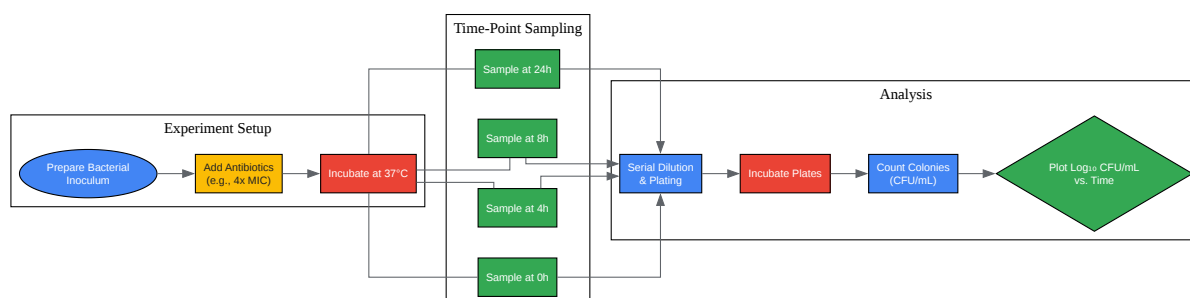 Experiment Setup
Prepare Bacterial
Inoculum
Add Antibiotics
(e.g., 4x MIC)
Incubate at 37°C
Time-Point Sampling
Sample at 24h
Sample at 8h
Sample at 4h
Sample at 0h
Analysis
Serial Dilution
& Plating
Incubate Plates
Count Colonies
(CFU/mL)
Plot Log₁₀ CFU/mL
vs. Time